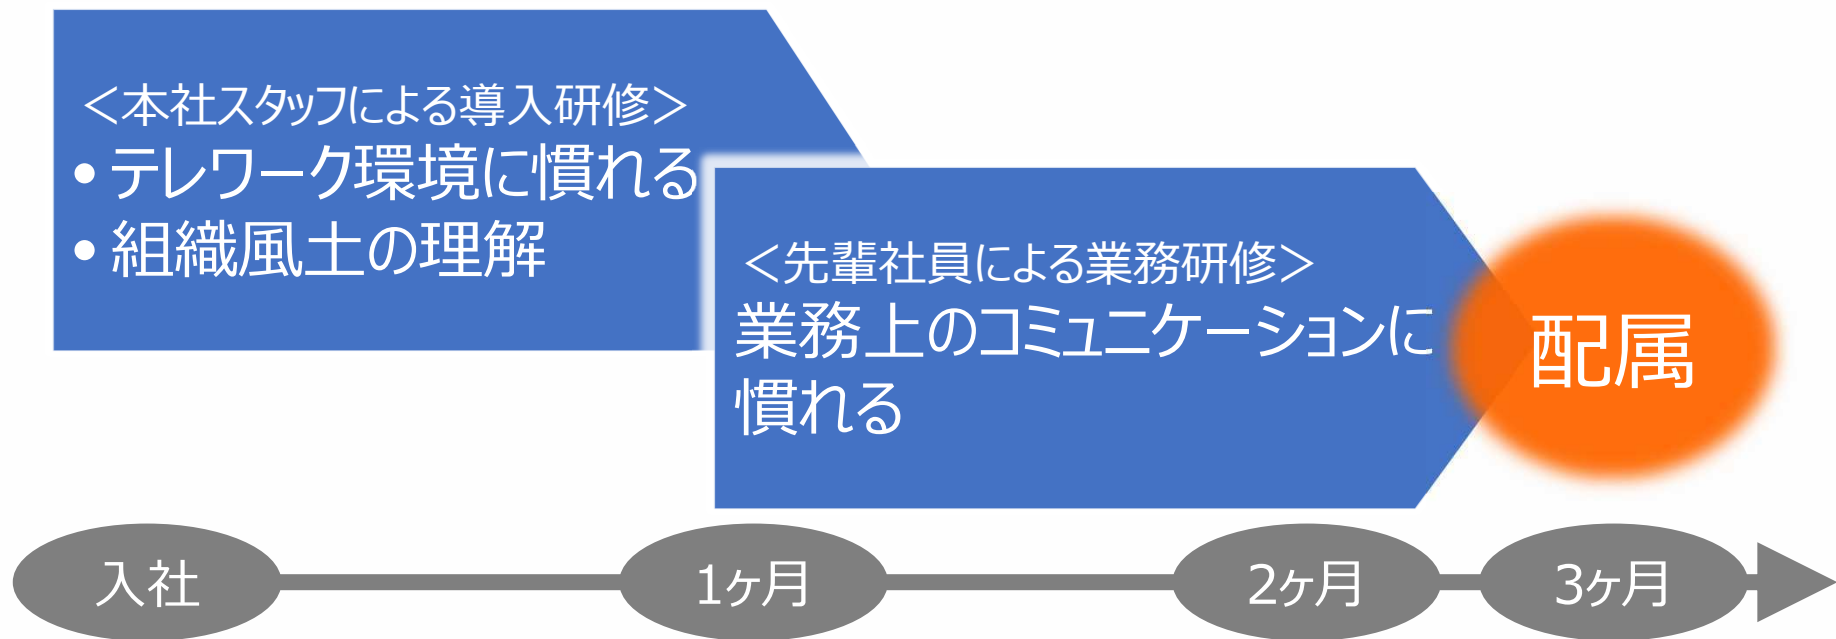 ＜本社スタッフによる導入研修＞
• テレワーク環境に慣れる
• 組織風土の理解
＜先輩社員による業務研修＞
業務上のコミュニケーションに
慣れる
配属
入社
1ヶ月
2ヶ月
3ヶ月